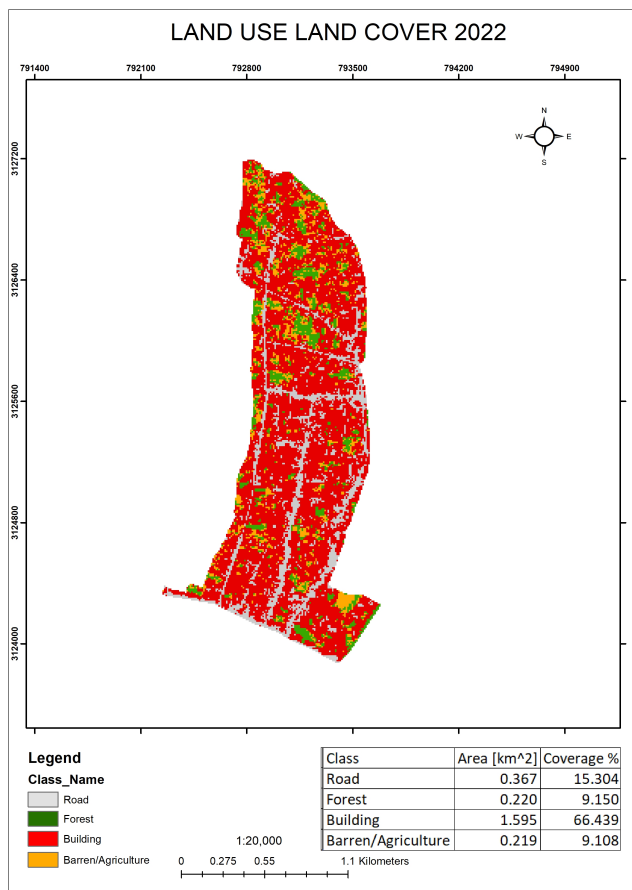 LAND USE LAND COVER 2022
791400 792100 792800 793500 794200 794900
N
W E
S
3127200
3126400
3125600
3124800
3124000
Legend
Class_Name
Road
Forest
Building
Barren/Agriculture
1:20,000
0 0.275 0.55 1.1 Kilometers
Class Area [km^2] Coverage %
Road 0.367 15.304
Forest 0.220 9.150
Building 1.595 66.439
Barren/Agriculture 0.219 9.108